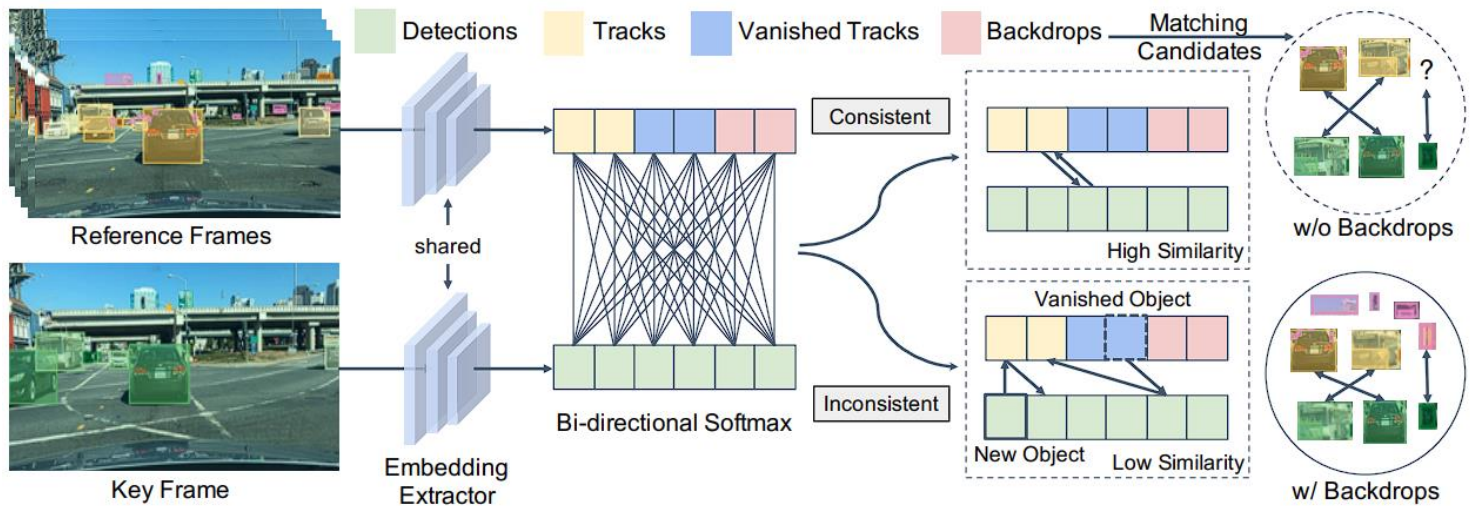 Detections
Tracks
Vanished Tracks
Backdrops
Matching
Candidates
Reference Frames
shared
Consistent
High Similarity
?
w/o Backdrops
Key Frame
Embedding
Extractor
Bi-directional Softmax
Inconsistent
Vanished Object
New Object
Low Similarity
w/ Backdrops